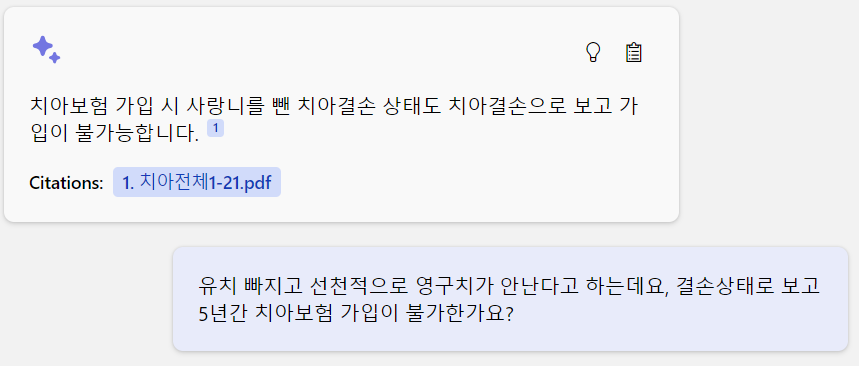 치아보험 가입 시 사랑니를 뺀 치아결손 상태도 치아결손으로 보고 가
입이 불가능합니다. 1
Citations: 1. 치아전체1-21.pdf
유치 빠지고 선천적으로 영구치가 안난다고 하는데요, 결손상태로 보고
5년간 치아보험 가입이 불가한가요?